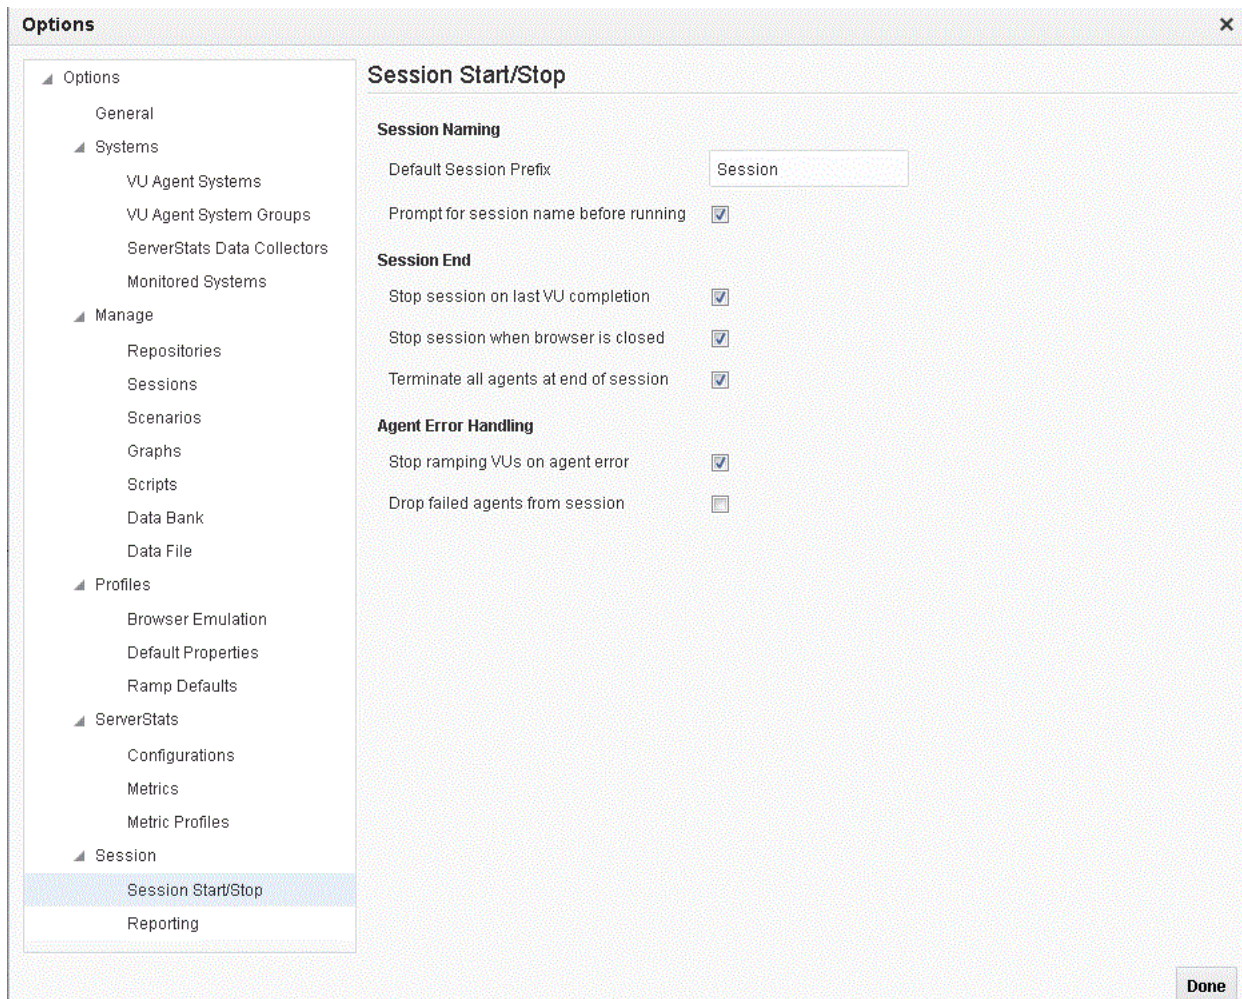 Options
Options
General
Systems
VU Agent Systems
VU Agent System Groups
ServerStats Data Collectors
Monitored Systems
Manage
Repositories
Sessions
Scenarios
Graphs
Scripts
Data Bank
Data File
Profiles
Browser Emulation
Default Properties
Ramp Defaults
ServerStats
Configurations
Metrics
Metric Profiles
Session
Session Start/Stop
Reporting
Session Start/Stop
Session Naming
Default Session Prefix Session
Prompt for session name before running
Session End
Stop session on last VU completion
Stop session when browser is closed
Terminate all agents at end of session
Agent Error Handling
Stop ramping VUs on agent error
Drop failed agents from session
Done